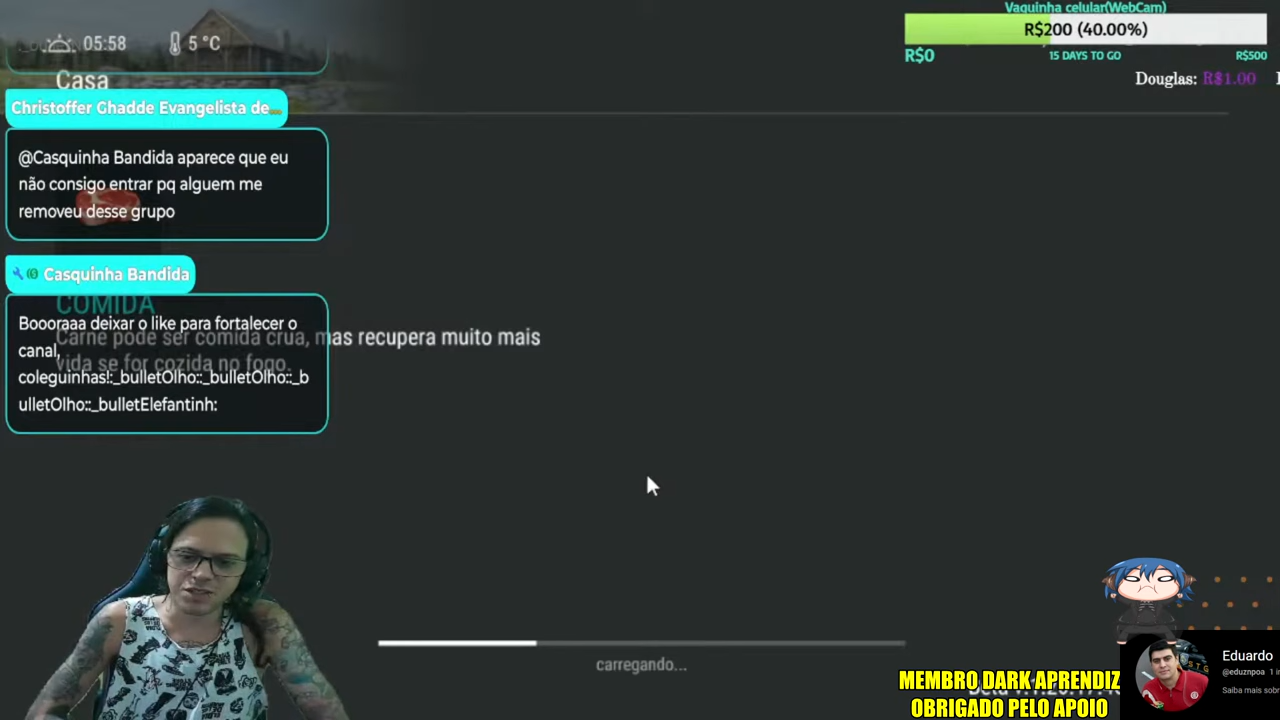 05:58
5 °C
Casa
Christoffer Ghadde Evangelista de...
@Casquinha Bandida aparece que eu
não consigo entrar pq alguem me
removeu desse grupo
Casquinha Bandida
COMIDA
Boooraaa deixar o like para fortalecer o
canal,
coleguinhas!:_bulletOlho::_bulletOlho::_b
ulletOlho::_bulletElefantinh:
Carne pode ser comida crua, mas recupera muito mais
vida se for cozida no fogo.
Vaquinha celular(WebCam)
R$200 (40.00%)
R$0
15 DAYS TO GO
R$500
Douglas: R$1.00
carregando...
MEMBRO DARK APRENDIZ
OBRIGADO PELO APOIO
Eduardo
@eduznpoa
Saiba mais sobr